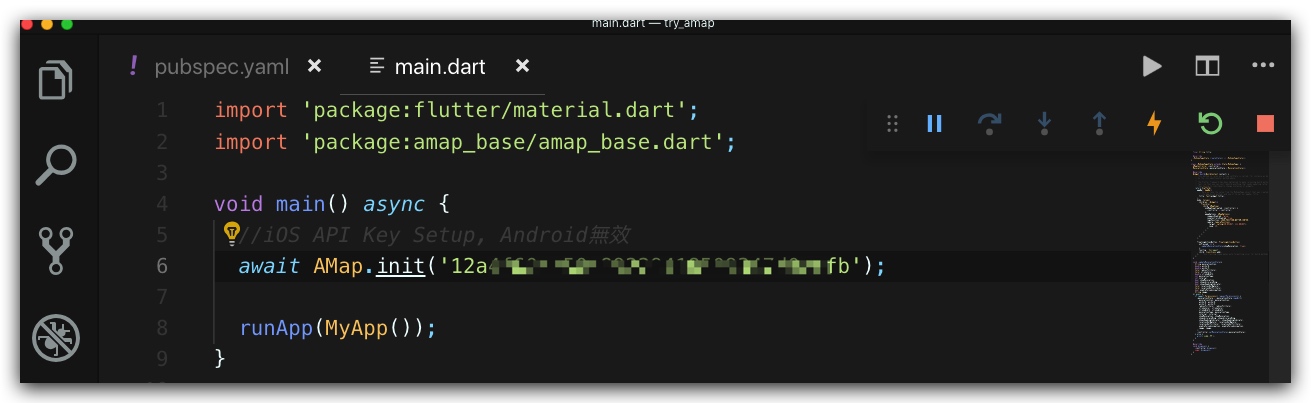 main.dart — try_amap
! pubspec.yaml × main.dart ×
1 import 'package:flutter/material.dart';
2 import 'package:amap_base/amap_base.dart';
3
4 void main() async {
5 //iOS API Key Setup, Android無效
6 await AMap.init('12a fb');
7
8 runApp(MyApp());
9 }